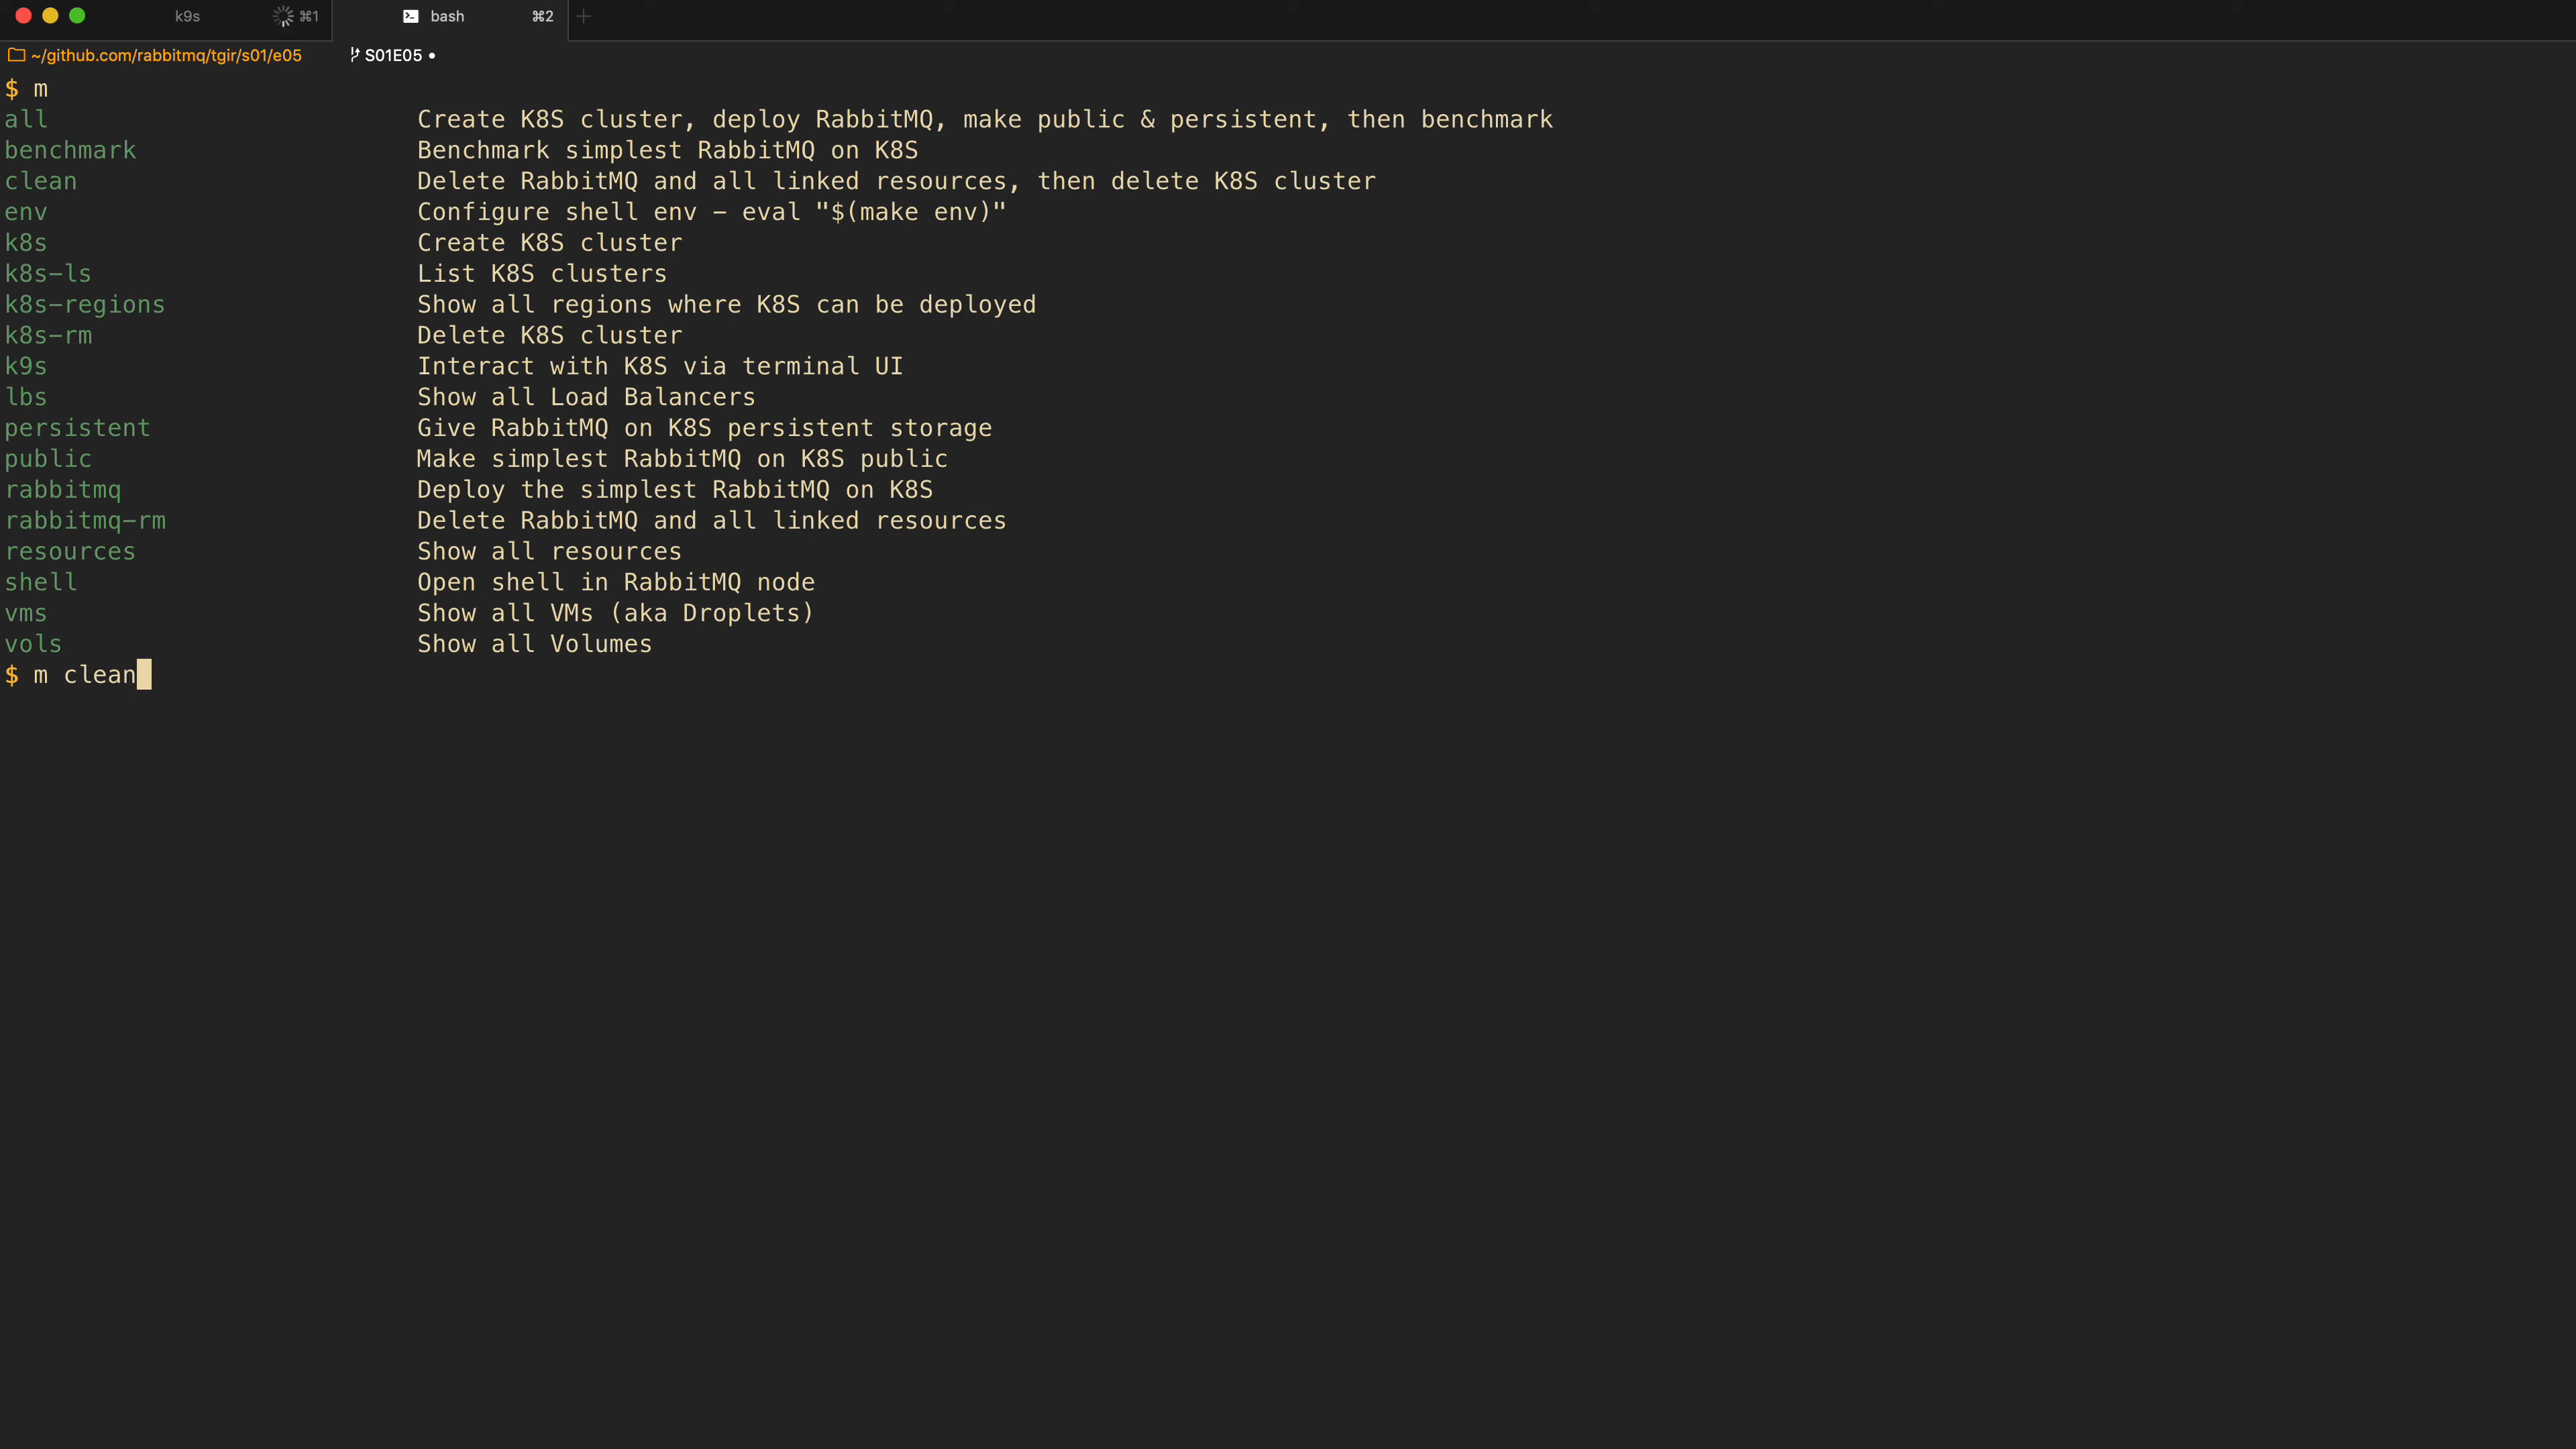 k9s ⌘1 bash ⌘2
~/github.com/rabbitmq/tgir/s01/e05 S01E05 •
$ m
all Create K8S cluster, deploy RabbitMQ, make public & persistent, then benchmark
benchmark Benchmark simplest RabbitMQ on K8S
clean Delete RabbitMQ and all linked resources, then delete K8S cluster
env Configure shell env - eval "$(make env)"
k8s Create K8S cluster
k8s-ls List K8S clusters
k8s-regions Show all regions where K8S can be deployed
k8s-rm Delete K8S cluster
k9s Interact with K8S via terminal UI
lbs Show all Load Balancers
persistent Give RabbitMQ on K8S persistent storage
public Make simplest RabbitMQ on K8S public
rabbitmq Deploy the simplest RabbitMQ on K8S
rabbitmq-rm Delete RabbitMQ and all linked resources
resources Show all resources
shell Open shell in RabbitMQ node
vms Show all VMs (aka Droplets)
vols Show all Volumes
$ m clean